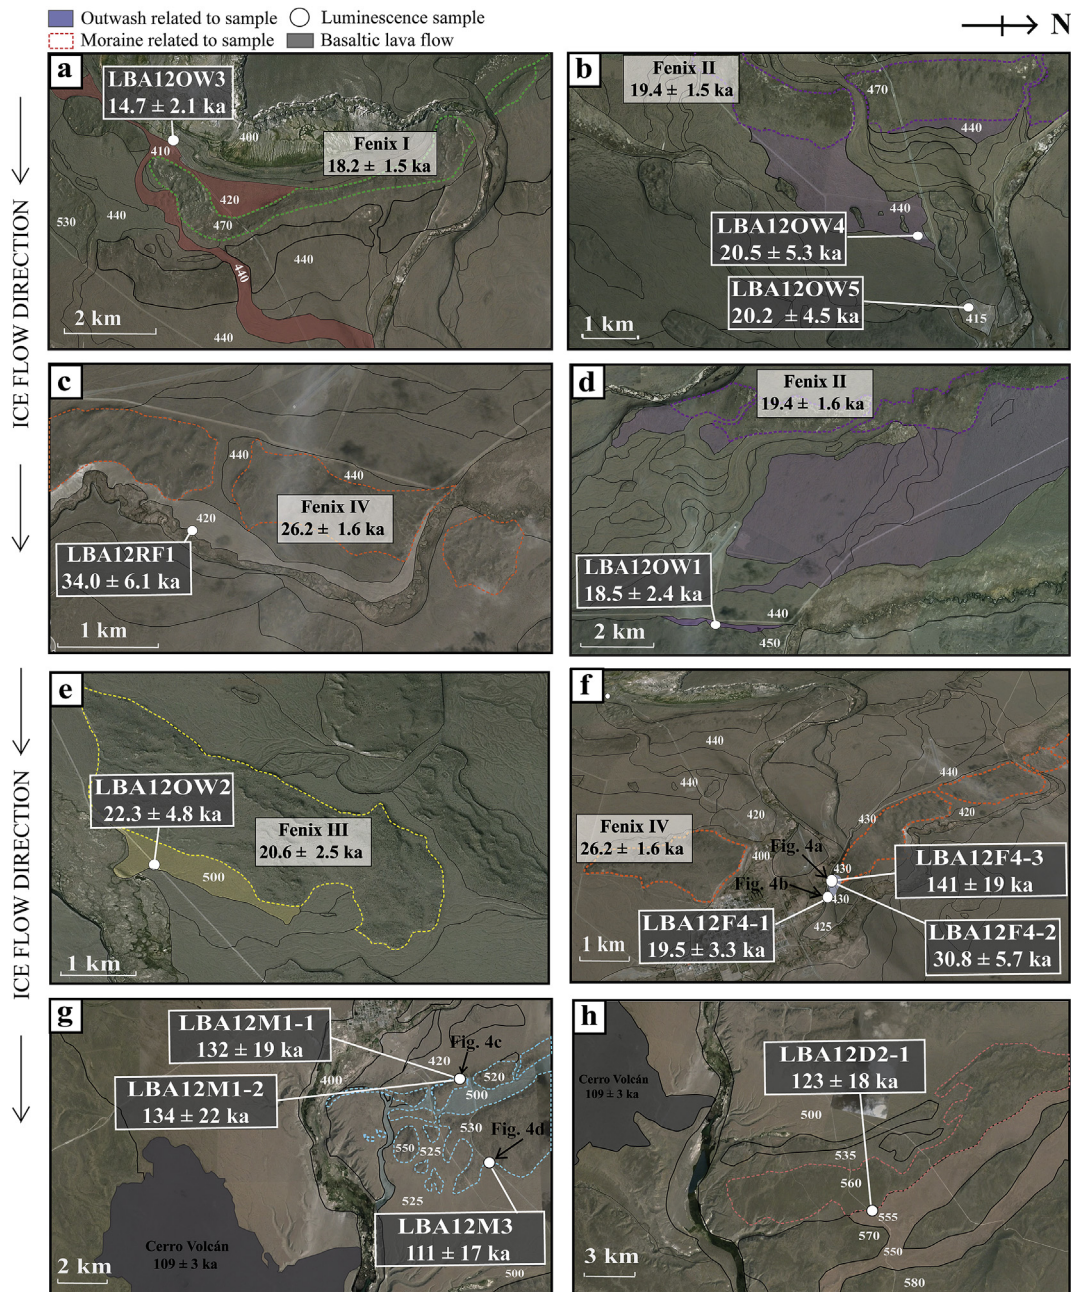 Outwash related to sample
Luminescence sample
Moraine related to sample
Basaltic lava flow
N
ICE FLOW DIRECTION
ICE FLOW DIRECTION
a
LBA12OW3
14.7 ± 2.1 ka
400
410
Fenix I
18.2 ± 1.5 ka
420
470
530
440
440
440
440
2 km
b
Fenix II
19.4 ± 1.5 ka
470
440
440
LBA12OW4
20.5 ± 5.3 ka
LBA12OW5
20.2 ± 4.5 ka
415
1 km
c
440
440
Fenix IV
26.2 ± 1.6 ka
420
LBA12RF1
34.0 ± 6.1 ka
1 km
d
Fenix II
19.4 ± 1.6 ka
LBA12OW1
18.5 ± 2.4 ka
440
450
2 km
e
LBA12OW2
22.3 ± 4.8 ka
Fenix III
20.6 ± 2.5 ka
500
1 km
f
440
440
440
420
430
420
Fenix IV
26.2 ± 1.6 ka
400
Fig. 4a
430
Fig. 4b
430
LBA12F4-3
141 ± 19 ka
LBA12F4-1
19.5 ± 3.3 ka
425
LBA12F4-2
30.8 ± 5.7 ka
1 km
g
LBA12M1-1
132 ± 19 ka
Fig. 4c
420
520
400
500
LBA12M1-2
134 ± 22 ka
530
Fig. 4d
550
525
525
LBA12M3
111 ± 17 ka
Cerro Volcán
109 ± 3 ka
500
2 km
h
LBA12D2-1
123 ± 18 ka
Cerro Volcán
109 ± 3 ka
500
535
560
555
570
550
580
3 km